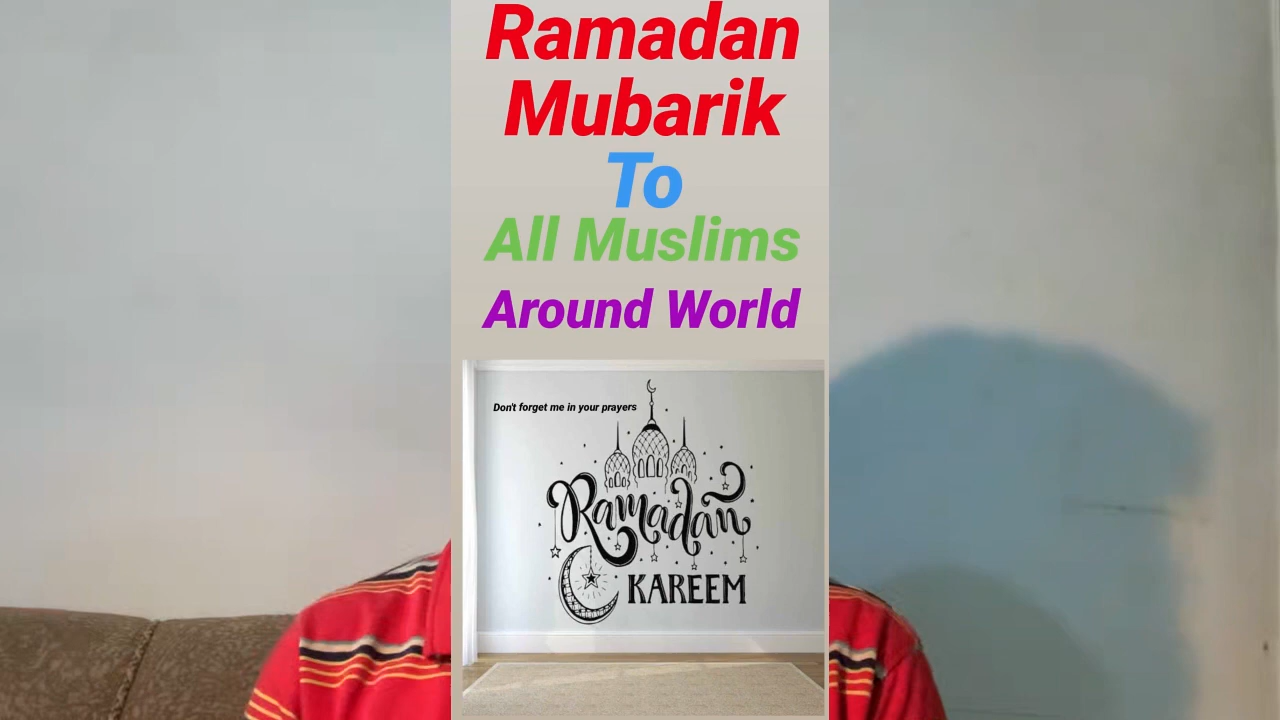 Ramadan
Mubarik
To
All Muslims
Around World
Don't forget me in your prayers
Ramadan
KAREEM